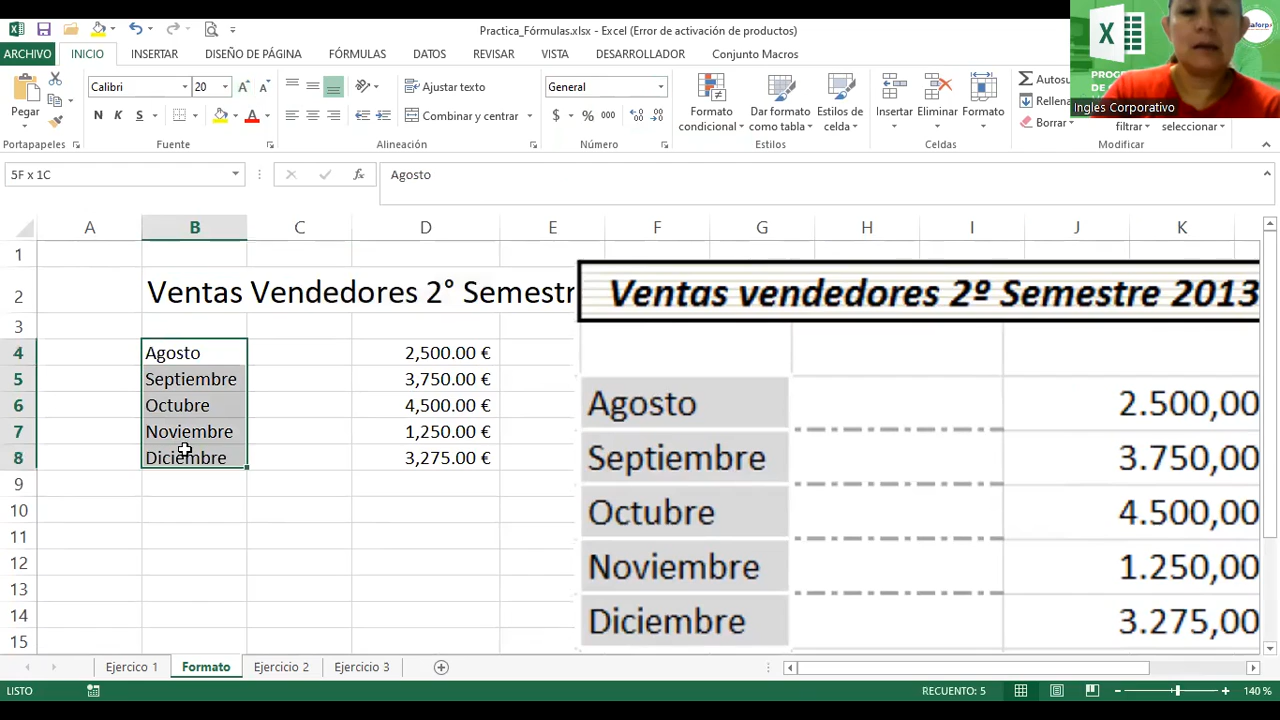 Practica_Fórmulas.xlsx - Excel (Error de activación de productos)
ARCHIVO INICIO INSERTAR DISEÑO DE PÁGINA FÓRMULAS DATOS REVISAR VISTA DESARROLLADOR Conjunto Macros
Pegar
Calibri 20
N K S
Ajustar texto
Combinar y centrar
General
$ % 000
Formato condicional
Dar formato como tabla
Estilos de celda
Insertar Eliminar Formato
Autosu
Rellena
Borrar
filtrar seleccionar
Ingles Corporativo
Portapapeles Fuente Alineación Número Estilos Celdas Modificar
5F x 1C fx Agosto
A B C D E F G H I J K
1
2 Ventas Vendedores 2° Semestr Ventas vendedores 2º Semestre 2013
3
4 Agosto 2,500.00 €
5 Septiembre 3,750.00 €
6 Octubre 4,500.00 €
7 Noviembre 1,250.00 €
8 Diciembre 3,275.00 €
9
10
11
12
13
14
15
Agosto 2.500,00
Septiembre 3.750,00
Octubre 4.500,00
Noviembre 1.250,00
Diciembre 3.275,00
Ejercico 1 Formato Ejercicio 2 Ejercicio 3
LISTO RECUENTO: 5 140 %